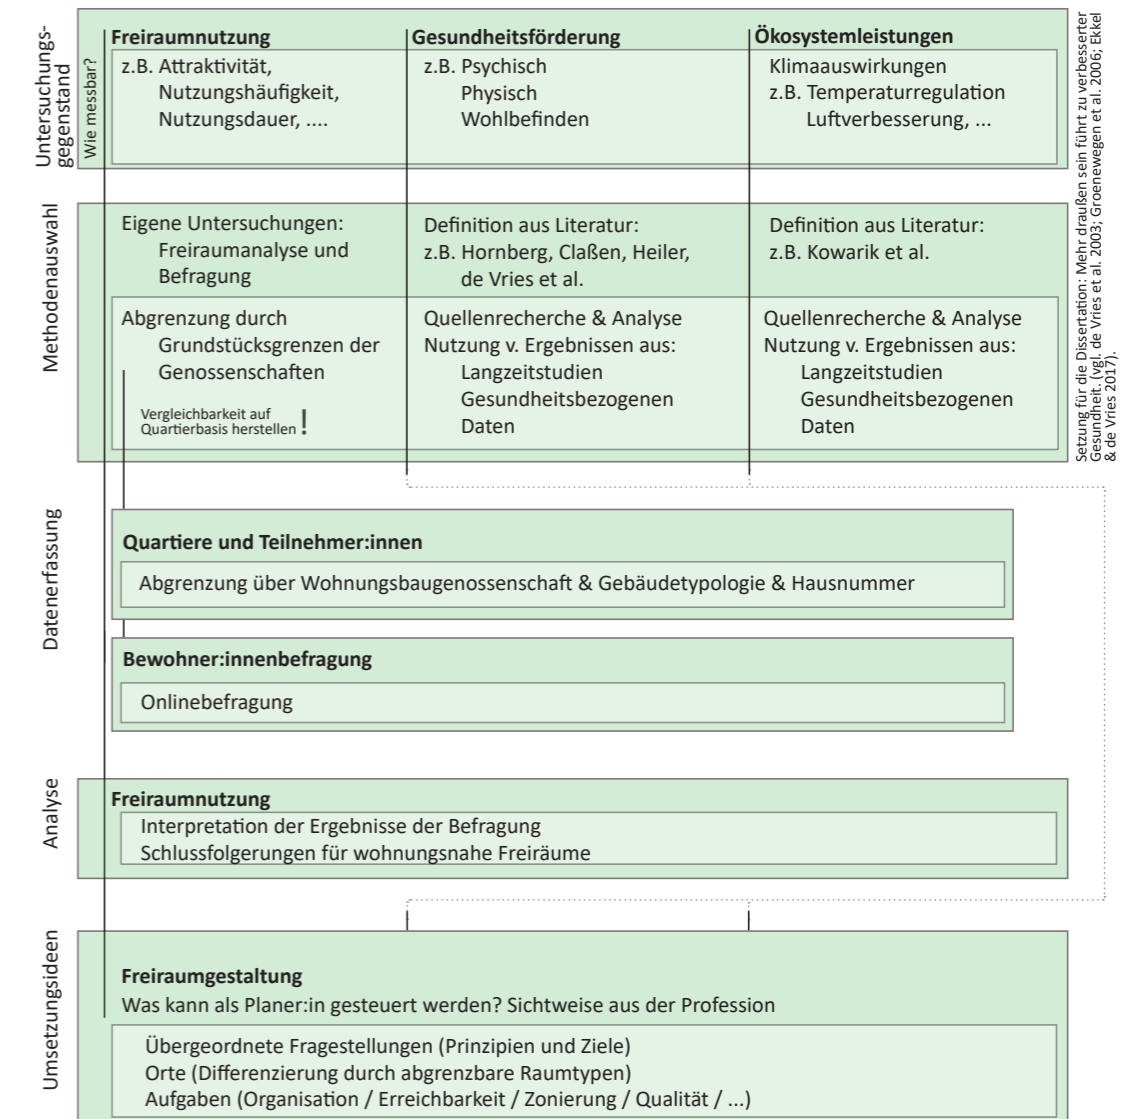 Untersuchungs-
gegenstand
Wie messbar?
Freiraumnutzung
z.B. Attraktivität,
Nutzungshäufigkeit,
Nutzungsdauer, ....
Gesundheitsförderung
z.B. Psychisch
Physisch
Wohlbefinden
Ökosystemleistungen
Klimaauswirkungen
z.B. Temperaturregulation
Luftverbesserung, ...
Methodenauswahl
Eigene Untersuchungen:
Freiraumanalyse und
Befragung
Abgrenzung durch
Grundstücksgrenzen der
Genossenschaften
Vergleichbarkeit auf
Quartierbasis herstellen !
Definition aus Literatur:
z.B. Hornberg, Claßen, Heiler,
de Vries et al.
Quellenrecherche & Analyse
Nutzung v. Ergebnissen aus:
Langzeitstudien
Gesundheitsbezogenen
Daten
Definition aus Literatur:
z.B. Kowarik et al.
Quellenrecherche & Analyse
Nutzung v. Ergebnissen aus:
Langzeitstudien
Gesundheitsbezogenen
Daten
Setzung für die Dissertation: Mehr draußen sein führt zu verbesserter
Gesundheit. (vgl. de Vries et al. 2003; Groenewegen et al. 2006; Ekkel
& de Vries 2017).
Datenerfassung
Quartiere und Teilnehmer:innen
Abgrenzung über Wohnungsbaugenossenschaft & Gebäudetypologie & Hausnummer
Bewohner:innenbefragung
Onlinebefragung
Analyse
Freiraumnutzung
Interpretation der Ergebnisse der Befragung
Schlussfolgerungen für wohnungsnahe Freiräume
Umsetzungsideen
Freiraumgestaltung
Was kann als Planer:in gesteuert werden? Sichtweise aus der Profession
Übergeordnete Fragestellungen (Prinzipien und Ziele)
Orte (Differenzierung durch abgrenzbare Raumtypen)
Aufgaben (Organisation / Erreichbarkeit / Zonierung / Qualität / ...)